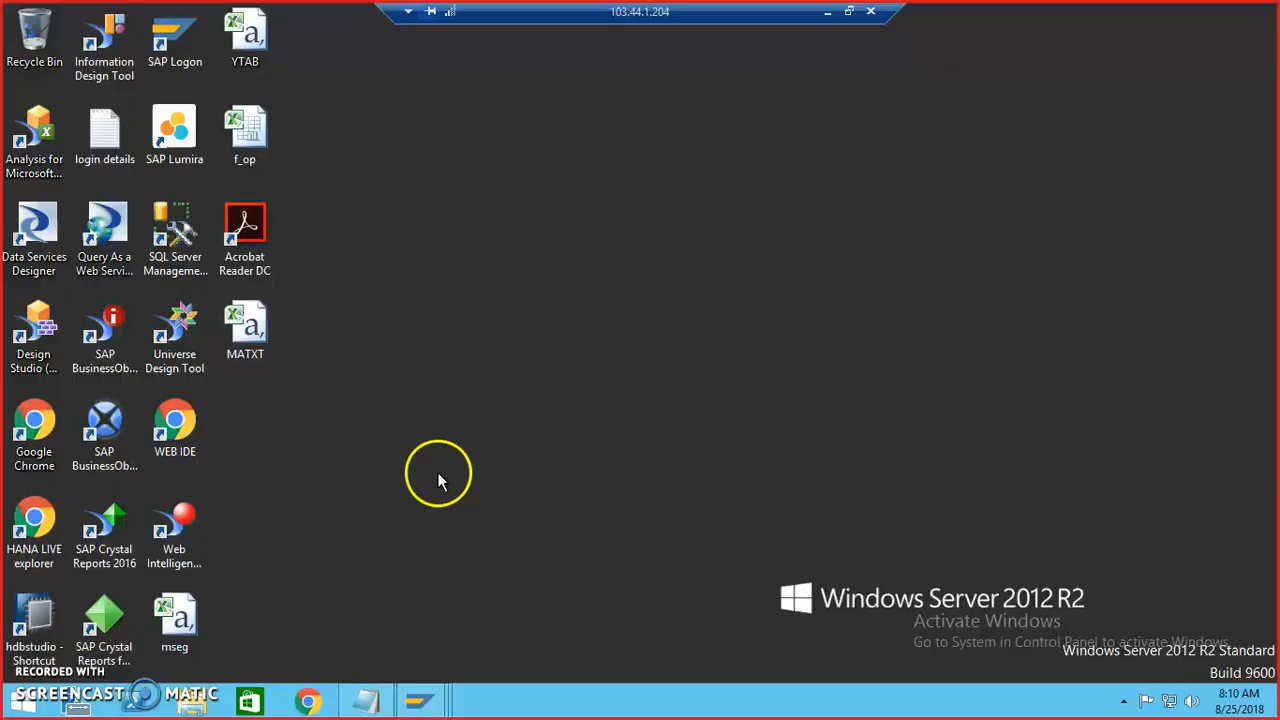 103.44.1.204
Recycle Bin
Information
Design Tool
SAP Logon
YTAB
Analysis for
Microsoft...
login details
SAP Lumira
f_op
Data Services
Designer
Query As a
Web Servi...
SQL Server
Manageme...
Acrobat
Reader DC
Design
Studio (...
SAP
BusinessOb...
Universe
Design Tool
MATXT
Google
Chrome
SAP
BusinessOb...
WEB IDE
HANA LIVE
explorer
SAP Crystal
Reports 2016
Web
Intelligen...
hdbstudio -
Shortcut
SAP Crystal
Reports f...
mseg
Windows Server 2012 R2
Activate Windows
Go to System in Control Panel to activate Windows.
Windows Server 2012 R2 Standard
Build 9600
RECORDED WITH
SCREENCAST MATIC
8:10 AM
8/25/2018